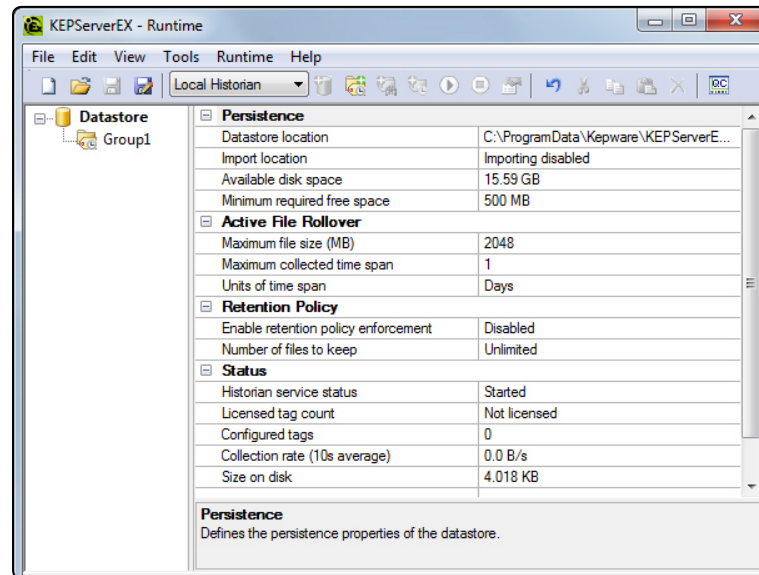 KEPServerEX - Runtime
File Edit View Tools Runtime Help
Local Historian
QC
Datastore
Group1
Persistence
Datastore location C:\ProgramData\Kepware\KEPServerE...
Import location Importing disabled
Available disk space 15.59 GB
Minimum required free space 500 MB
Active File Rollover
Maximum file size (MB) 2048
Maximum collected time span 1
Units of time span Days
Retention Policy
Enable retention policy enforcement Disabled
Number of files to keep Unlimited
Status
Historian service status Started
Licensed tag count Not licensed
Configured tags 0
Collection rate (10s average) 0.0 B/s
Size on disk 4.018 KB
Persistence
Defines the persistence properties of the datastore.